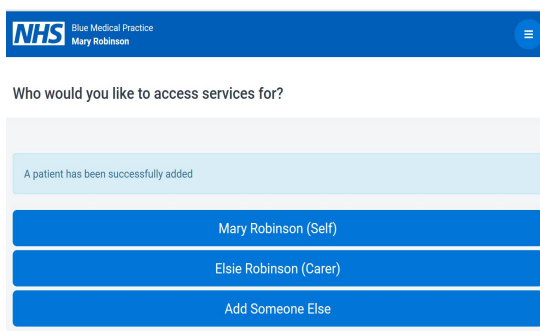 NHS
Blue Medical Practice
Mary Robinson
Who would you like to access services for?
A patient has been successfully added
Mary Robinson (Self)
Elsie Robinson (Carer)
Add Someone Else